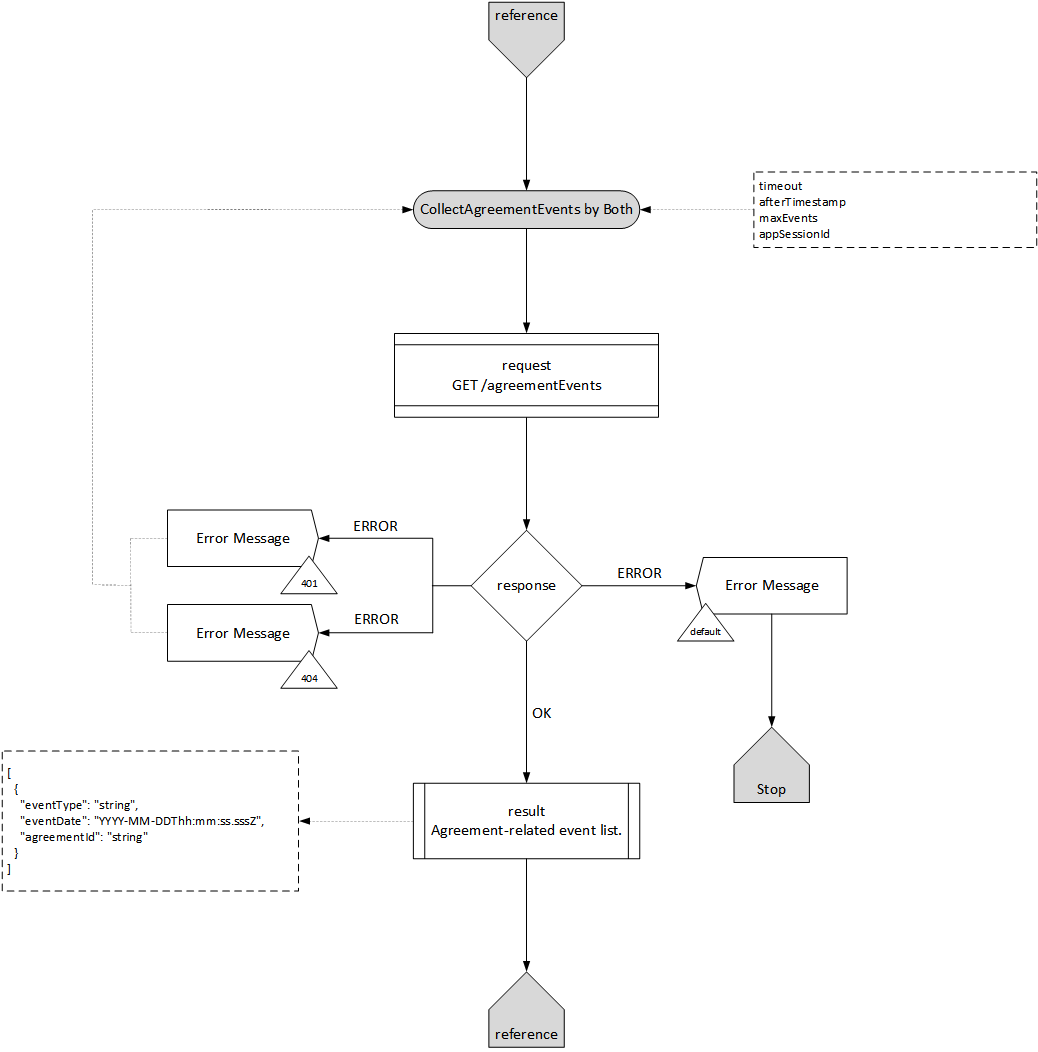 reference
CollectAgreementEvents by Both
timeout
afterTimestamp
maxEvents
appSessionId
request
GET /agreementEvents
ERROR
Error Message
401
response
ERROR
Error Message
default
ERROR
Error Message
404
OK
Stop
[
{
"eventType": "string",
"eventDate": "YYYY-MM-DDThh:mm:ss.sssZ",
"agreementId": "string"
}
]
result
Agreement-related event list.
reference